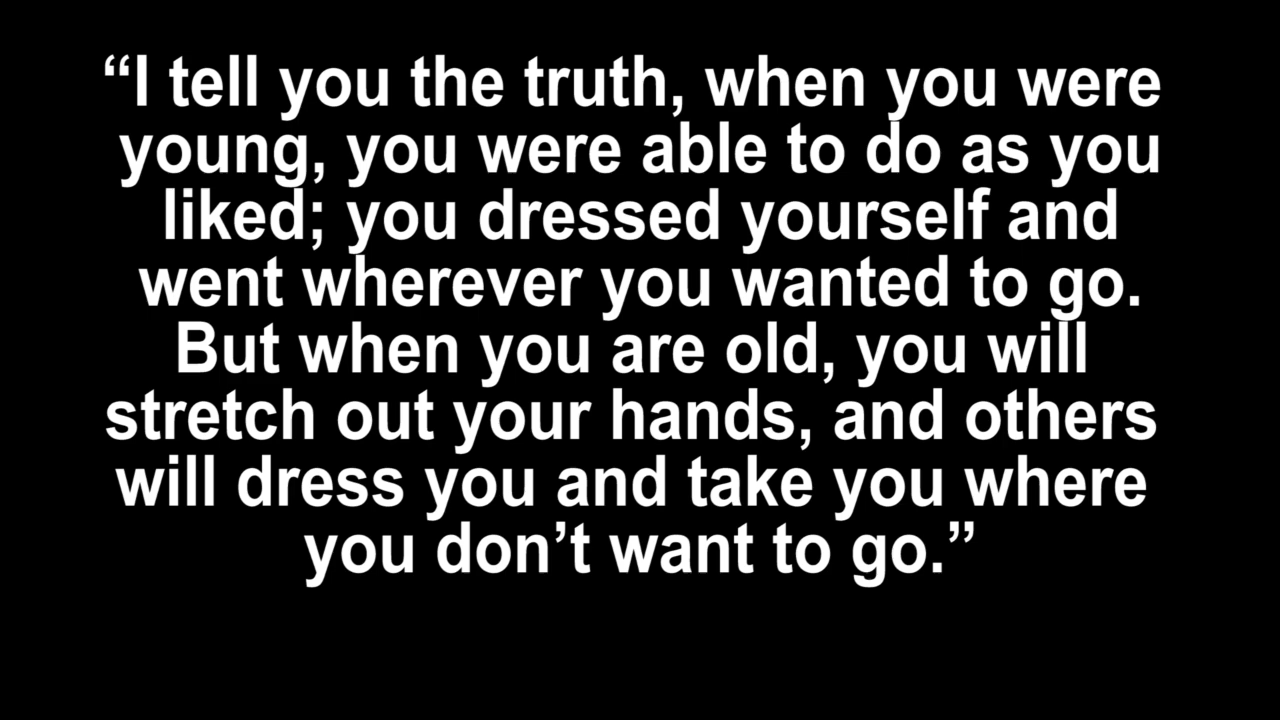 “I tell you the truth, when you were
young, you were able to do as you
liked; you dressed yourself and
went wherever you wanted to go.
But when you are old, you will
stretch out your hands, and others
will dress you and take you where
you don’t want to go.”